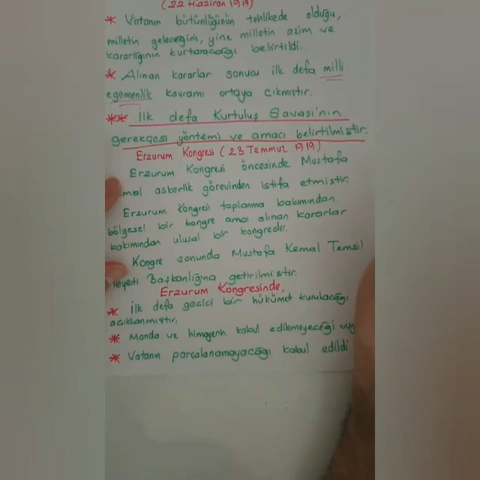 (22 Haziran 1919)
* Vatanın bütünlüğünün tehlikede olduğu,
milletin geleceğini, yine milletin azim ve
kararlığının kurtaracağı belirtildi.
* Alınan kararlar sonucu ilk defa milli
egemenlik kavramı ortaya çıkmıştır.
** İlk defa Kurtuluş Savaşı'nın
gerekçesi yöntemi ve amacı belirtilmiştir.
Erzurum Kongresi (23 Temmuz 1919)
Erzurum Kongresi öncesinde Mustafa
mal askerlik görevinden istifa etmiştir.
Erzurum Kongresi toplanma bakımından
bölgesel bir kongre ama alınan kararlar
bakımından ulusal bir kongredir.
Kongre sonunda Mustafa Kemal Temsil
Heyeti Başkanlığına getirilmiştir.
Erzurum Kongresinde,
* İlk defa geçici bir hükümet kurulacağı
açıklanmıştır.
* Manda ve himayenin kabul edilemeyeceği
* Vatanın parçalanamayacağı kabul edildi